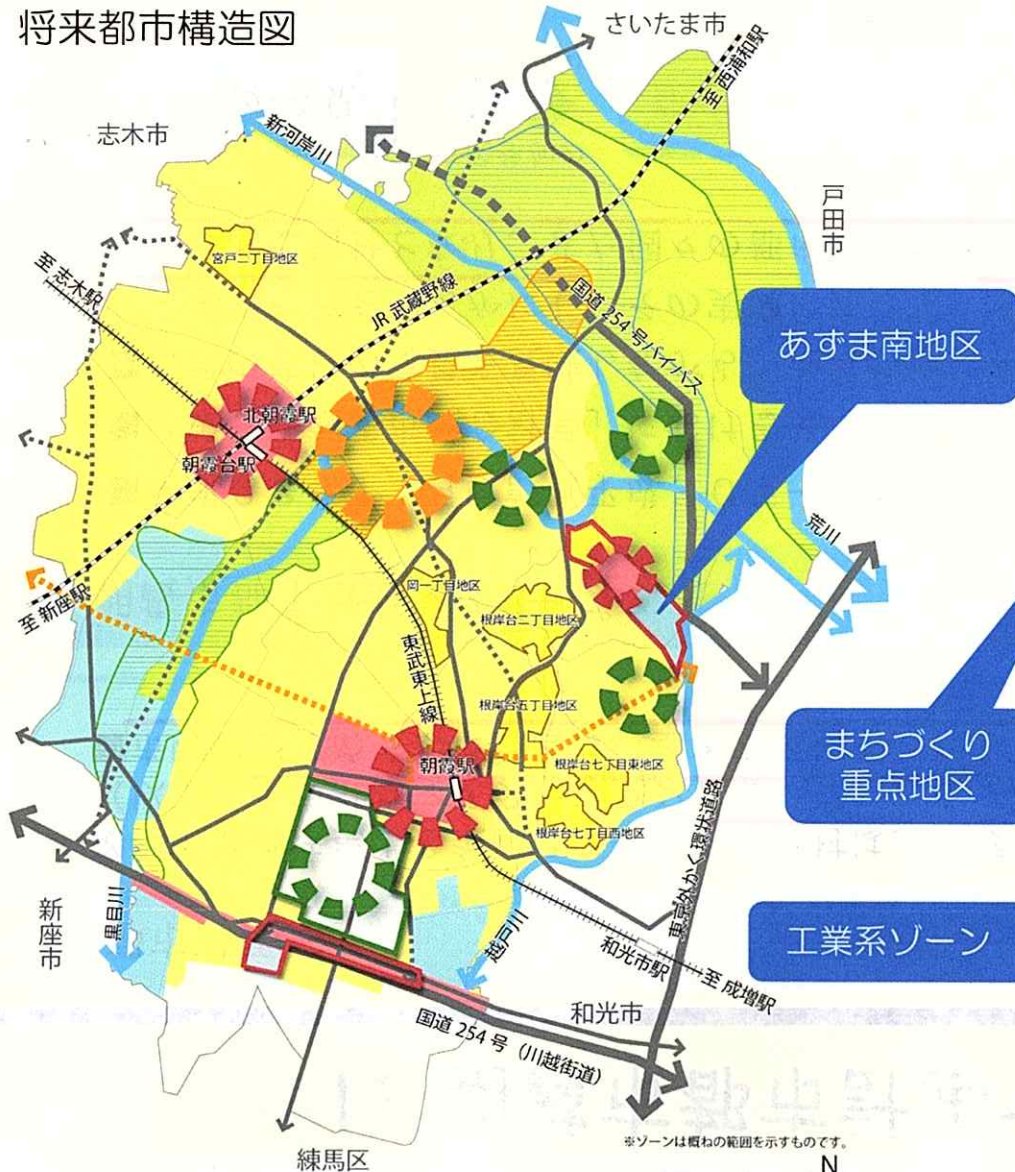 将来都市構造図
さいたま市
至 西浦和駅
志木市
新河岸川
戸田市
宮戸二丁目地区
至 志木駅
JR 武蔵野線
国道 254 号バイパス
あずま南地区
北朝霞駅
朝霞台駅
荒川
至 新座駅
岡一丁目地区
根岸台二丁目地区
東武東上線
根岸台五丁目地区
朝霞駅
根岸台七丁目東地区
まちづくり
重点地区
根岸台七丁目西地区
東京外かく環状道路
新座市
黒目川
越戸川
和光市駅
至 成増駅
工業系ゾーン
和光市
国道 254 号（川越街道）
※ゾーンは概ねの範囲を示すものです。
練馬区
N